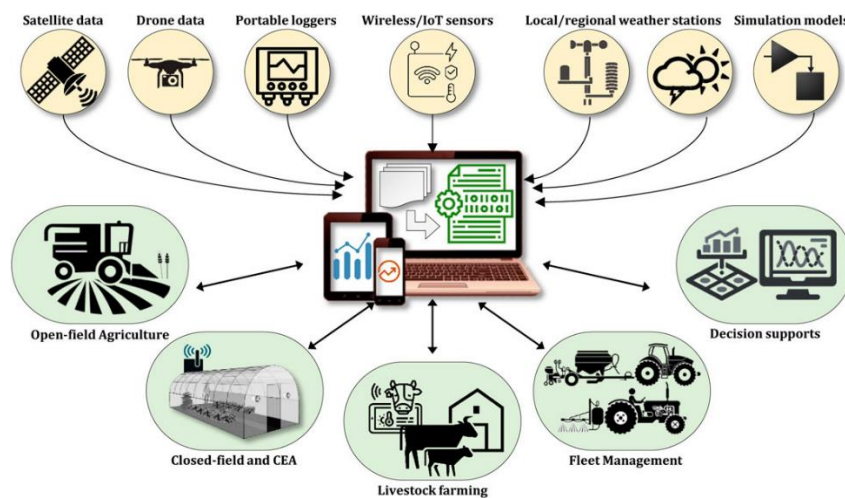 Satellite data
Drone data
Portable loggers
Wireless/IoT sensors
Local/regional weather stations
Simulation models
Open-field Agriculture
Decision supports
Closed-field and CEA
Fleet Management
Livestock farming